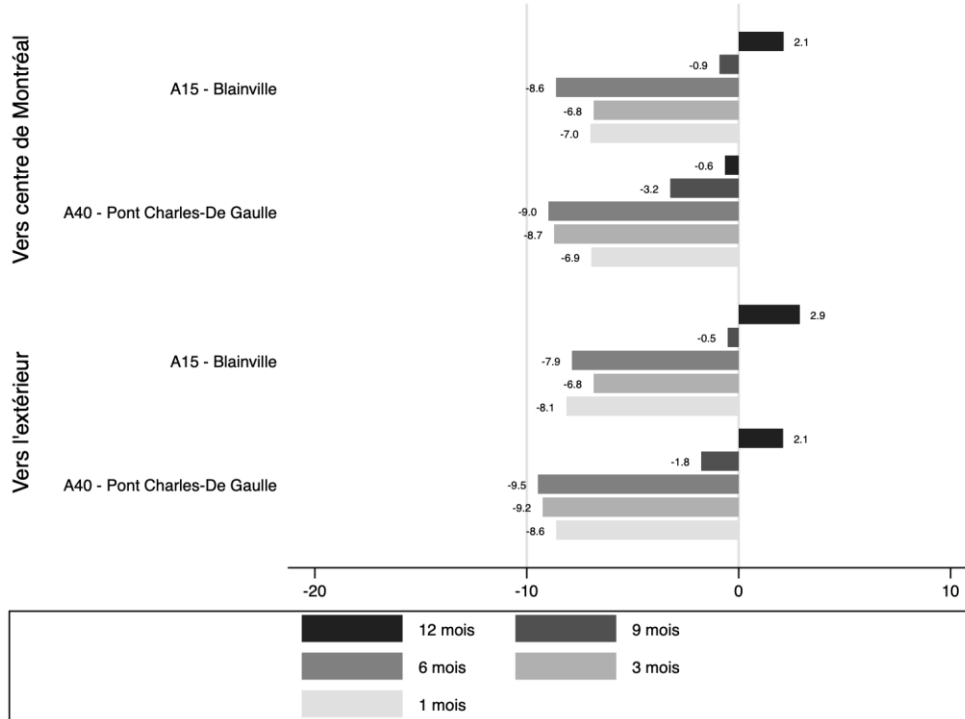 Vers centre de Montréal
A15 - Blainville
2.1
-0.9
-8.6
-6.8
-7.0
A40 - Pont Charles-De Gaulle
-0.6
-3.2
-9.0
-8.7
-6.9
Vers l'extérieur
A15 - Blainville
2.9
-0.5
-7.9
-6.8
-8.1
A40 - Pont Charles-De Gaulle
2.1
-1.8
-9.5
-9.2
-8.6
-20 -10 0 10
12 mois 9 mois
6 mois 3 mois
1 mois